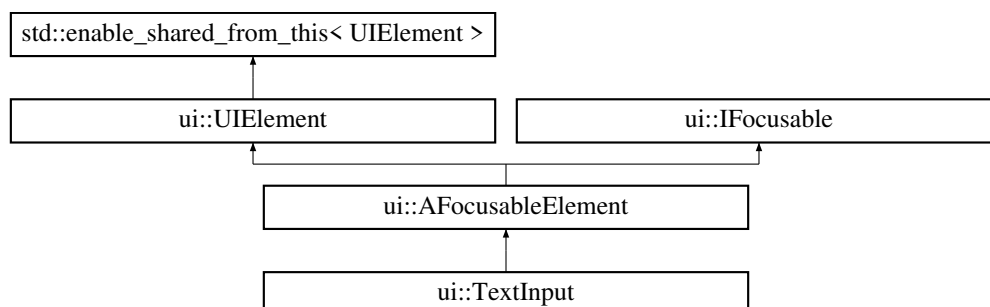 std::enable_shared_from_this< UIElement >
ui::UIElement
ui::IFocusable
ui::AFocusableElement
ui::TextInput